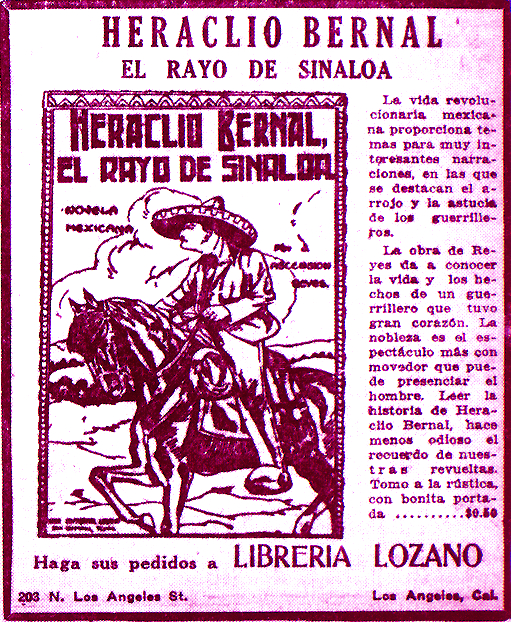 HERACLIO BERNAL
EL RAYO DE SINALOA
HERACLIO BERNAL,
EL RAYO DE SINALOA
NOVELA
MEXICANA
POR
ASCENSION
REYES.
La vida revolu-
cionaria mexica-
na proporciona te-
mas para muy in-
teresantes narra-
ciones, en las que
se destacan el a-
rrojo y la astucia
de los guerrille-
ros.
La obra de Re-
yes da a conocer
la vida y los he-
chos de un gue-
rrillero que tuvo
gran corazón. La
nobleza es el es-
pectáculo más con
movedor que pue-
de presenciar el
hombre. Leer la
historia de Hera-
clio Bernal, hace
menos odioso el
recuerdo de nues-
tras revueltas.
Tomo a la rústica,
con bonita porta-
da ..........$0.50
Haga sus pedidos a LIBRERIA LOZANO
203 N. Los Angeles St. Los Angeles, Cal.